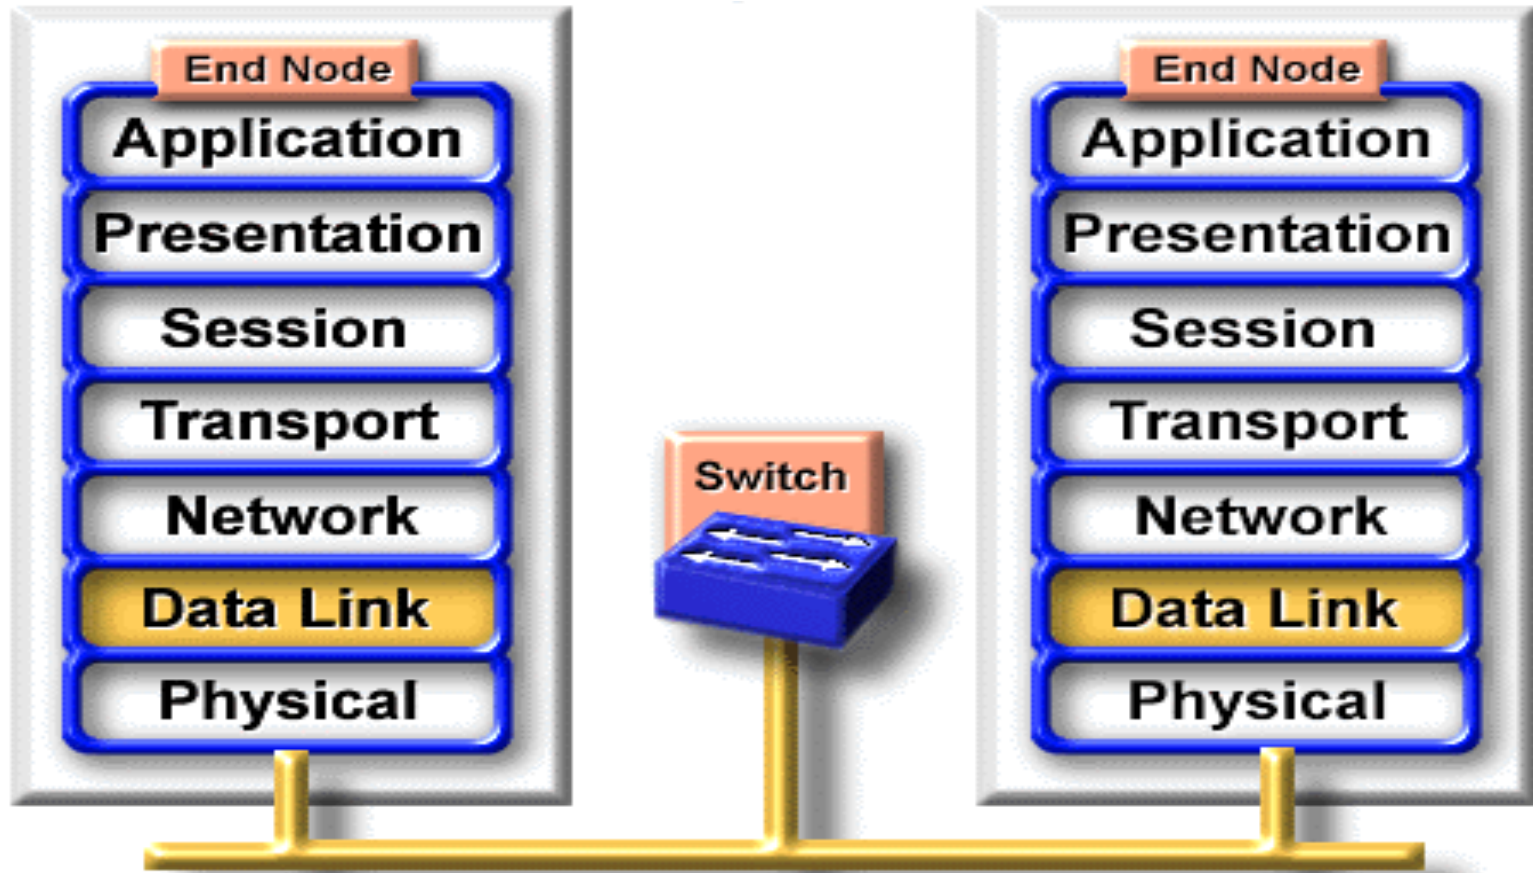 End Node
Application
Presentation
Session
Transport
Network
Data Link
Physical
Switch
End Node
Application
Presentation
Session
Transport
Network
Data Link
Physical